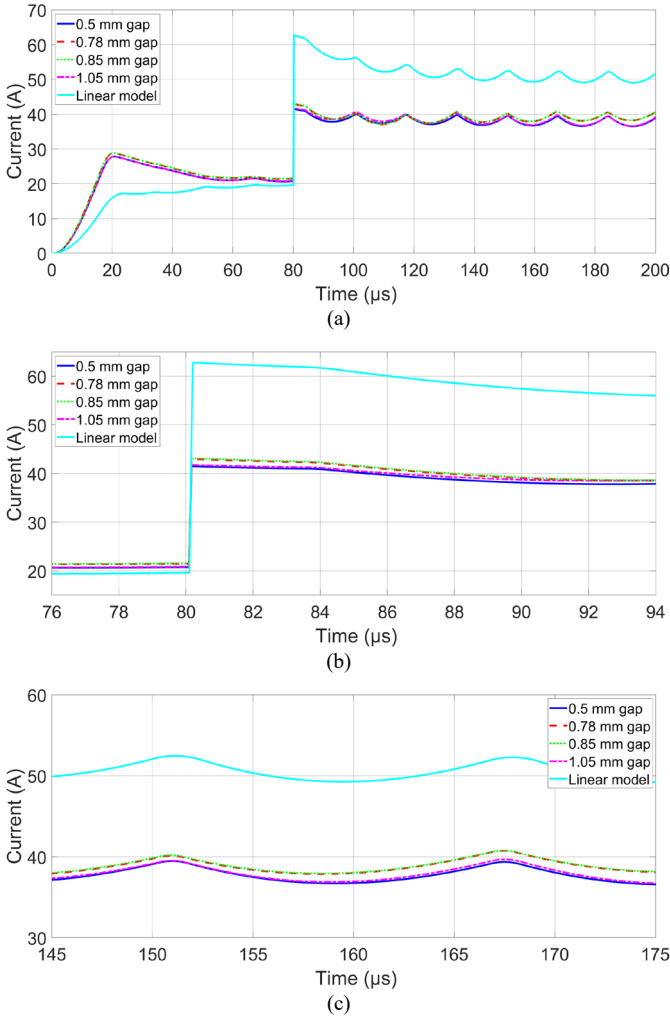 70
60
50
40
30
20
10
0
Current (A)
0.5 mm gap
0.78 mm gap
0.85 mm gap
1.05 mm gap
Linear model
0 20 40 60 80 100 120 140 160 180 200
Time (µs)
(a)
60
50
40
30
20
Current (A)
0.5 mm gap
0.78 mm gap
0.85 mm gap
1.05 mm gap
Linear model
76 78 80 82 84 86 88 90 92 94
Time (µs)
(b)
60
50
40
30
Current (A)
0.5 mm gap
0.78 mm gap
0.85 mm gap
1.05 mm gap
Linear model
145 150 155 160 165 170 175
Time (µs)
(c)